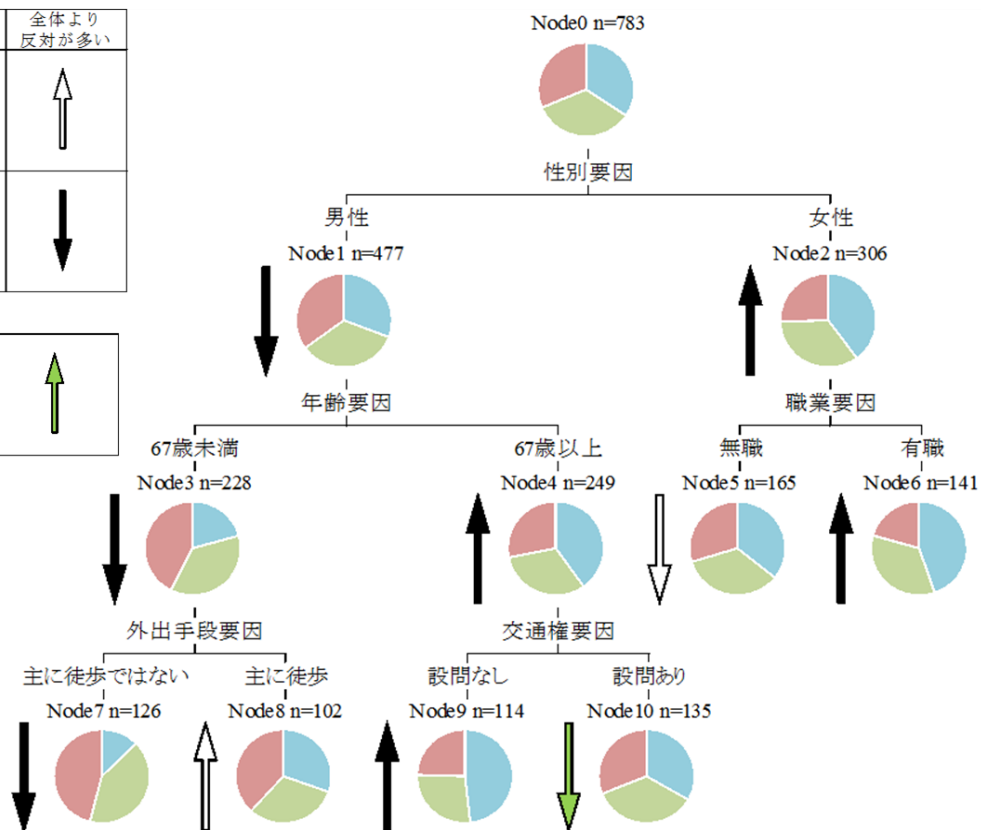 全体より
反対が多い
Node0 n=783
性別要因
男性
女性
Node1 n=477
Node2 n=306
年齢要因
職業要因
67歳未満
67歳以上
無職
有職
Node3 n=228
Node4 n=249
Node5 n=165
Node6 n=141
外出手段要因
交通権要因
主に徒歩ではない
主に徒歩
設問なし
設問あり
Node7 n=126
Node8 n=102
Node9 n=114
Node10 n=135